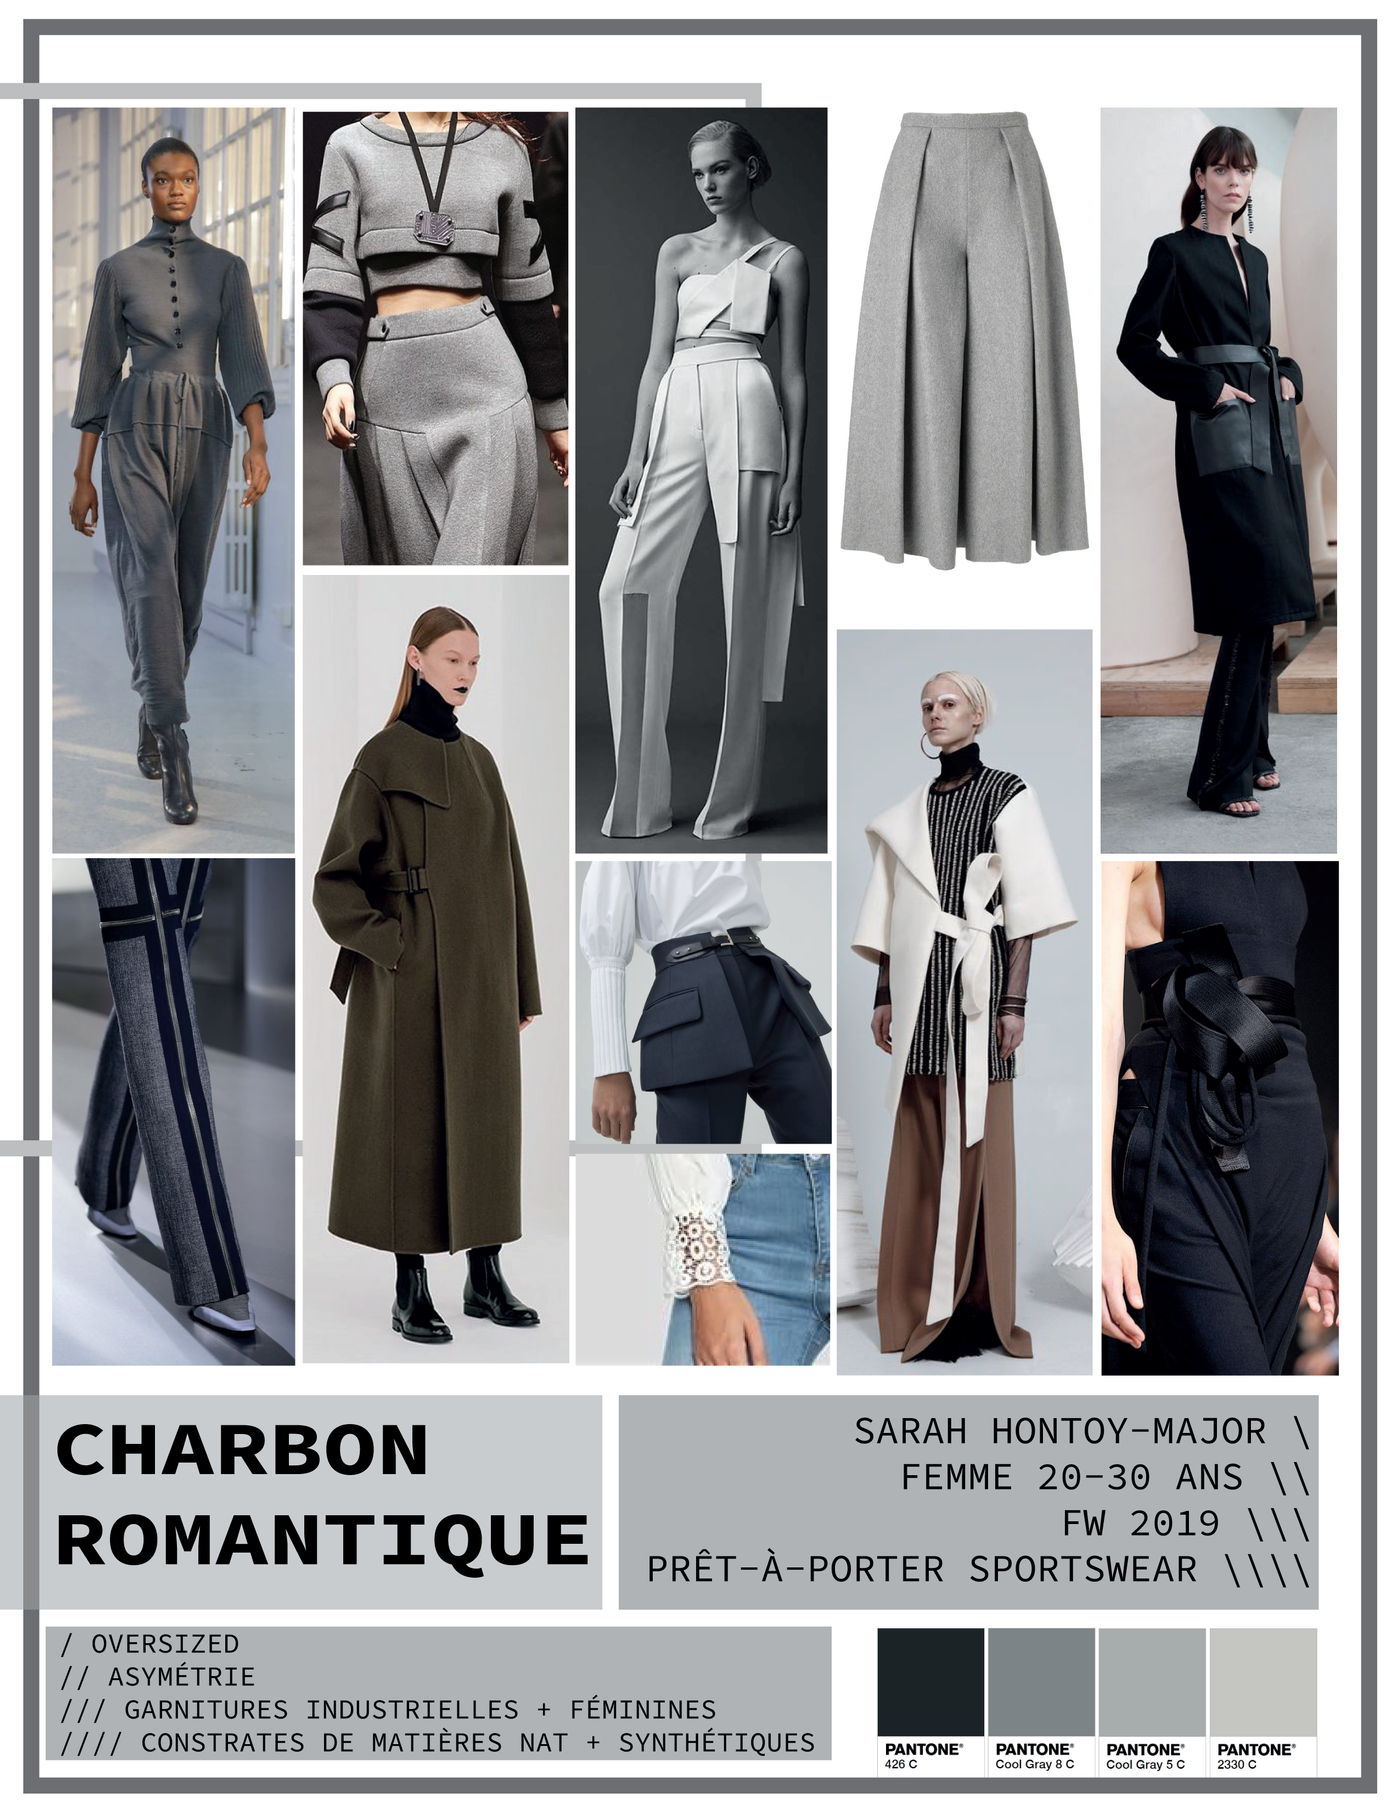 CHARBON
ROMANTIQUE
SARAH HONTOY-MAJOR \
FEMME 20-30 ANS \\
FW 2019 \\\
PRÊT-À-PORTER SPORTSWEAR \\\\
/ OVERSIZED
// ASYMÉTRIE
/// GARNITURES INDUSTRIELLES + FÉMININES
//// CONSTRATES DE MATIÈRES NAT + SYNTHÉTIQUES
PANTONE® 426 C
PANTONE® Cool Gray 8 C
PANTONE® Cool Gray 5 C
PANTONE® 2330 C